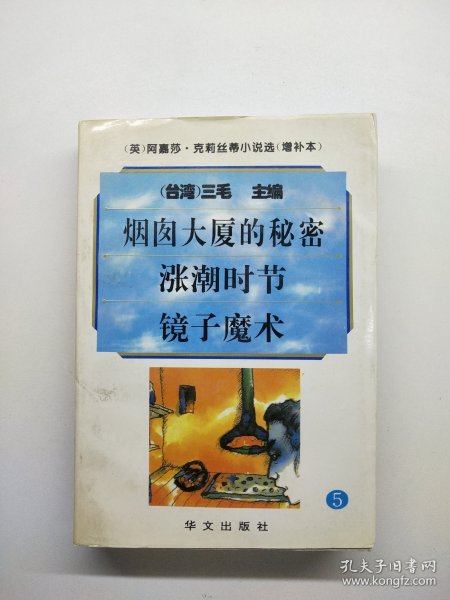 (英)阿嘉莎·克莉丝蒂小说选(增补本)
(台湾)三毛 主编
烟囱大厦的秘密
涨潮时节
镜子魔术
5
华文出版社
孔夫子旧书网
www.kongfz.com